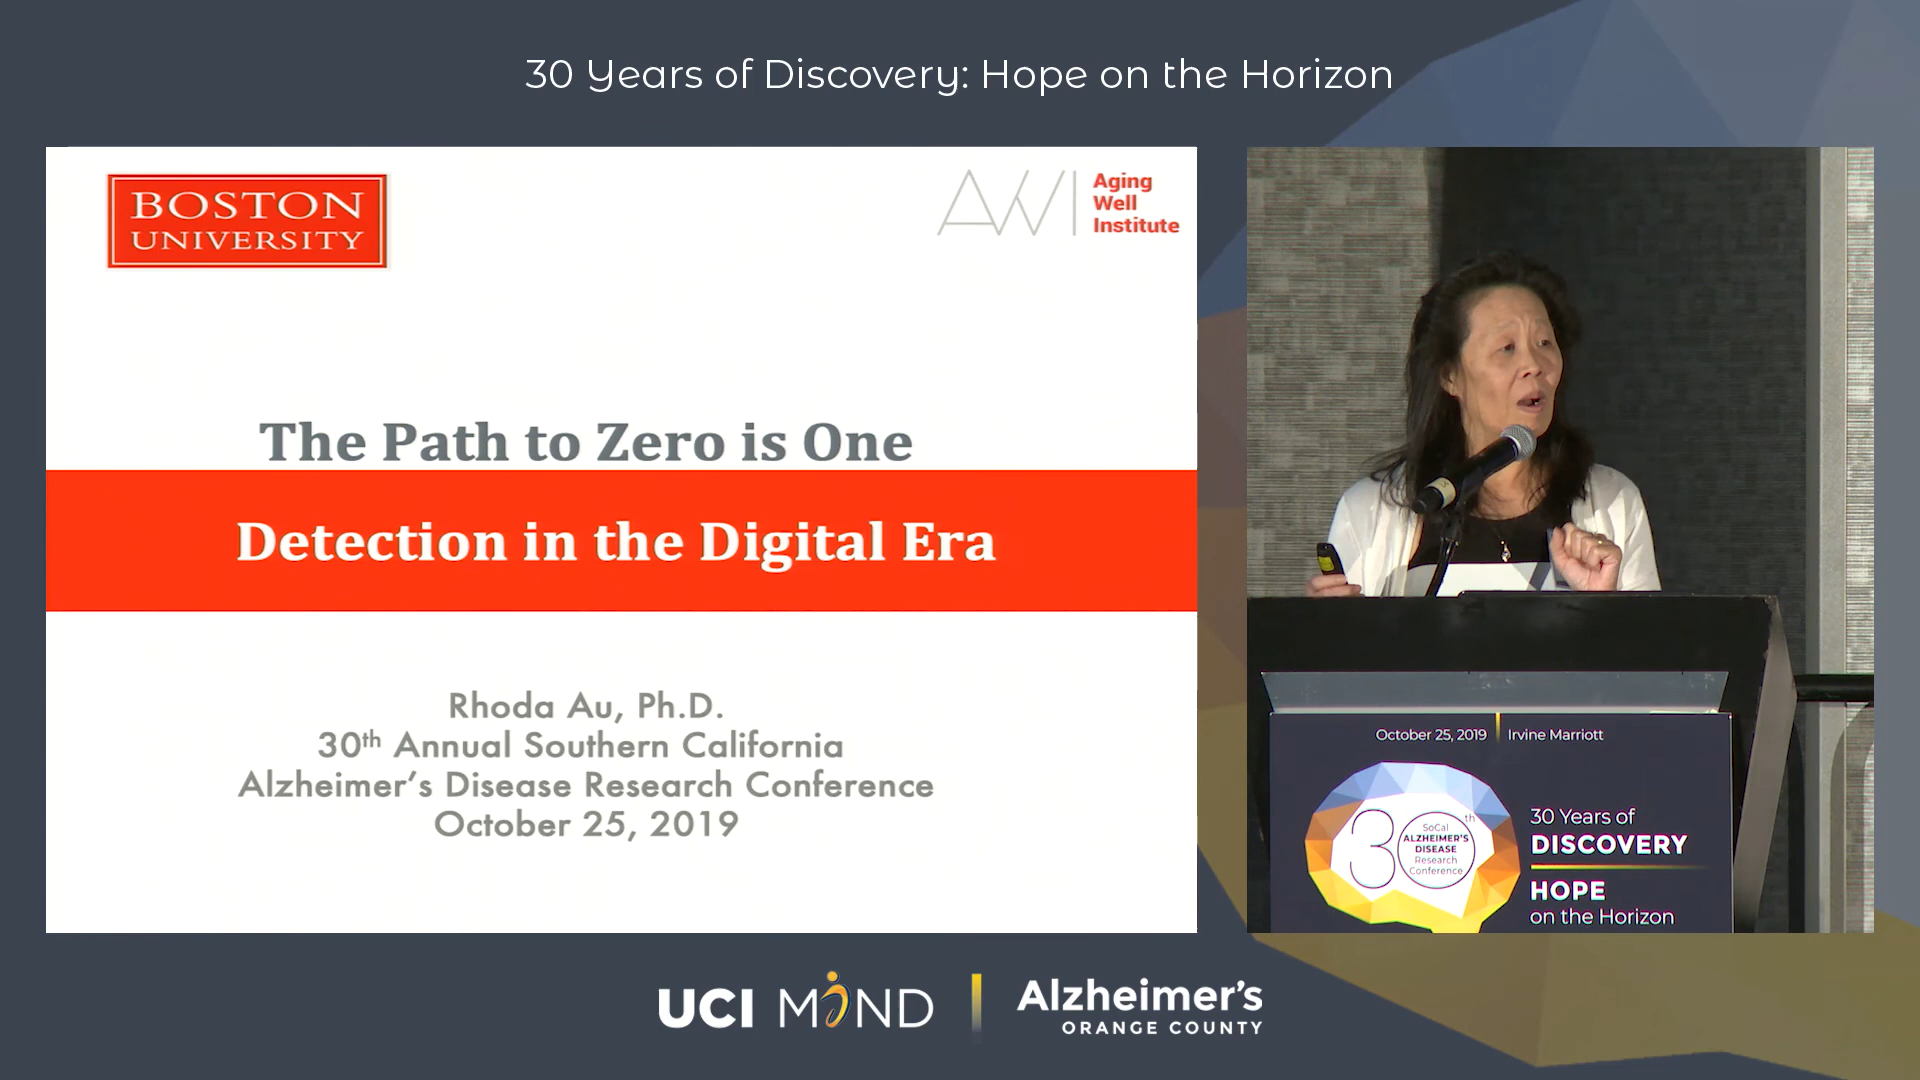 30 Years of Discovery: Hope on the Horizon
BOSTON
UNIVERSITY
AWI
Aging
Well
Institute
The Path to Zero is One
Detection in the Digital Era
Rhoda Au, Ph.D.
30th Annual Southern California
Alzheimer's Disease Research Conference
October 25, 2019
October 25, 2019 | Irvine Marriott
30th
SoCal
ALZHEIMER'S
DISEASE
Research
Conference
30 Years of
DISCOVERY
HOPE
on the Horizon
UCI MIND
Alzheimer's
ORANGE COUNTY